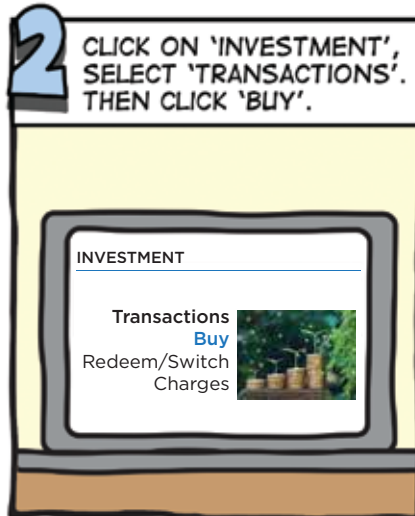 2
CLICK ON 'INVESTMENT',
SELECT 'TRANSACTIONS'.
THEN CLICK 'BUY'.
INVESTMENT
Transactions
Buy
Redeem/Switch
Charges